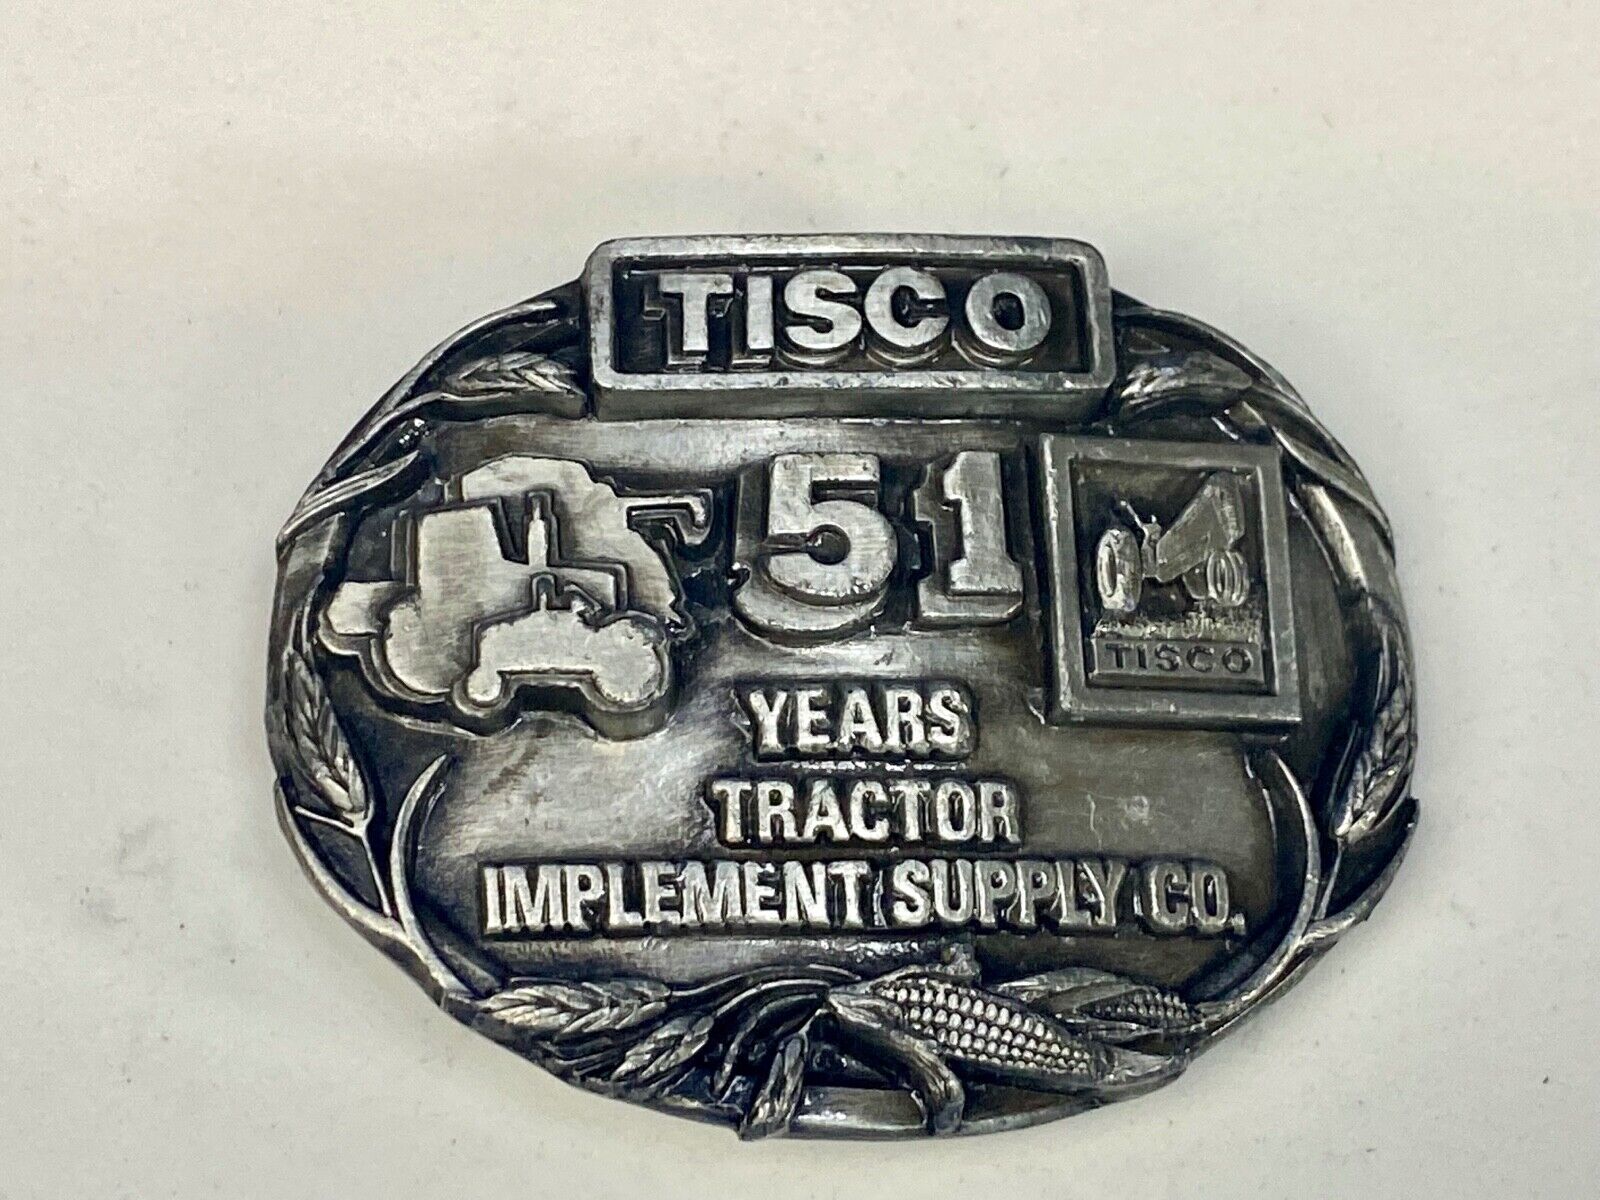 TISCO
51
TISCO
YEARS
TRACTOR
IMPLEMENT SUPPLY CO.